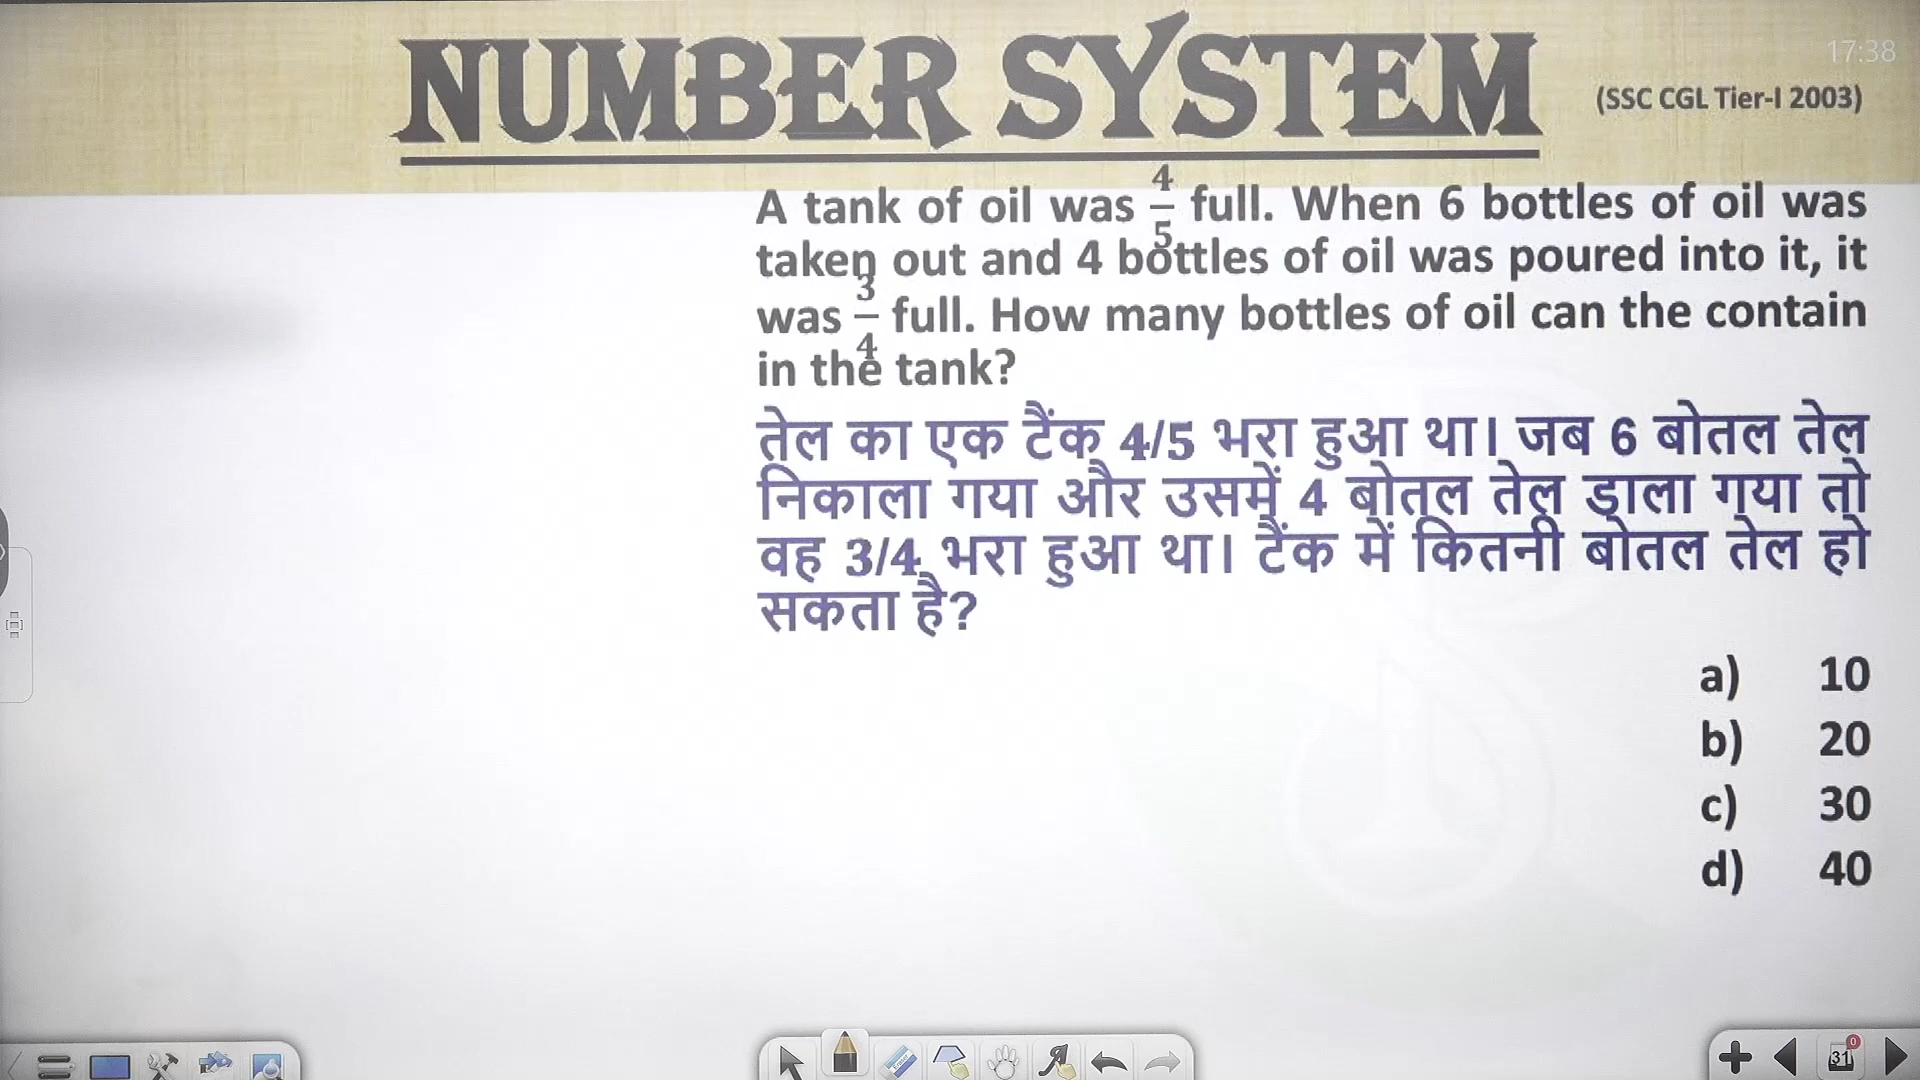 NUMBER SYSTEM
17:38
(SSC CGL Tier-I 2003)
A tank of oil was 4/5 full. When 6 bottles of oil was
taken out and 4 bottles of oil was poured into it, it
was 3/4 full. How many bottles of oil can the contain
in the tank?
तेल का एक टैंक 4/5 भरा हुआ था। जब 6 बोतल तेल
निकाला गया और उसमें 4 बोतल तेल डाला गया तो
वह 3/4 भरा हुआ था। टैंक में कितनी बोतल तेल हो
सकता है?
a) 10
b) 20
c) 30
d) 40
31
0